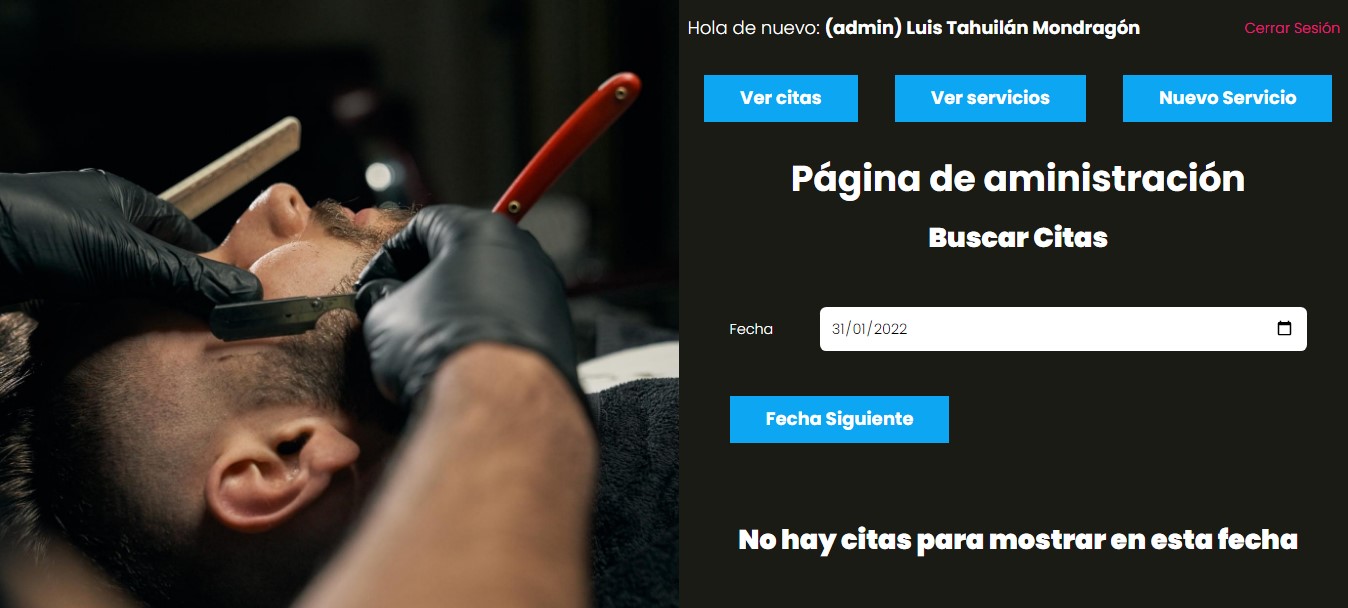 Hola de nuevo: (admin) Luis Tahuilán Mondragón
Cerrar Sesión
Ver citas
Ver servicios
Nuevo Servicio
Página de aministración
Buscar Citas
Fecha
31/01/2022
Fecha Siguiente
No hay citas para mostrar en esta fecha